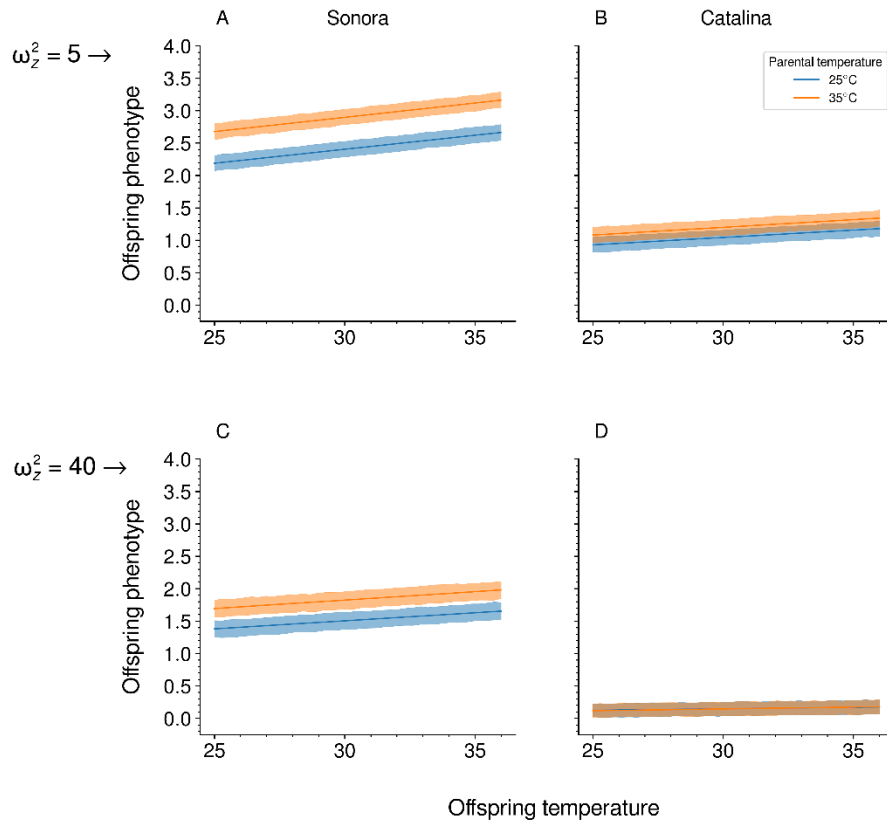 A Sonora
B Catalina
ω²z = 5 →
Parental temperature
25°C
35°C
Offspring phenotype
4.0
3.5
3.0
2.5
2.0
1.5
1.0
0.5
0.0
25 30 35
25 30 35
C
D
ω²z = 40 →
Offspring phenotype
4.0
3.5
3.0
2.5
2.0
1.5
1.0
0.5
0.0
25 30 35
25 30 35
Offspring temperature